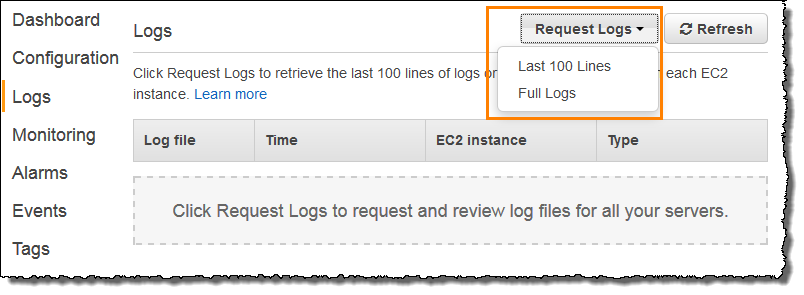 Dashboard
Configuration
Logs
Monitoring
Alarms
Events
Tags
Logs
Request Logs
Refresh
Last 100 Lines
Full Logs
Click Request Logs to retrieve the last 100 lines of logs or each EC2
instance. Learn more
Log file Time EC2 instance Type
Click Request Logs to request and review log files for all your servers.